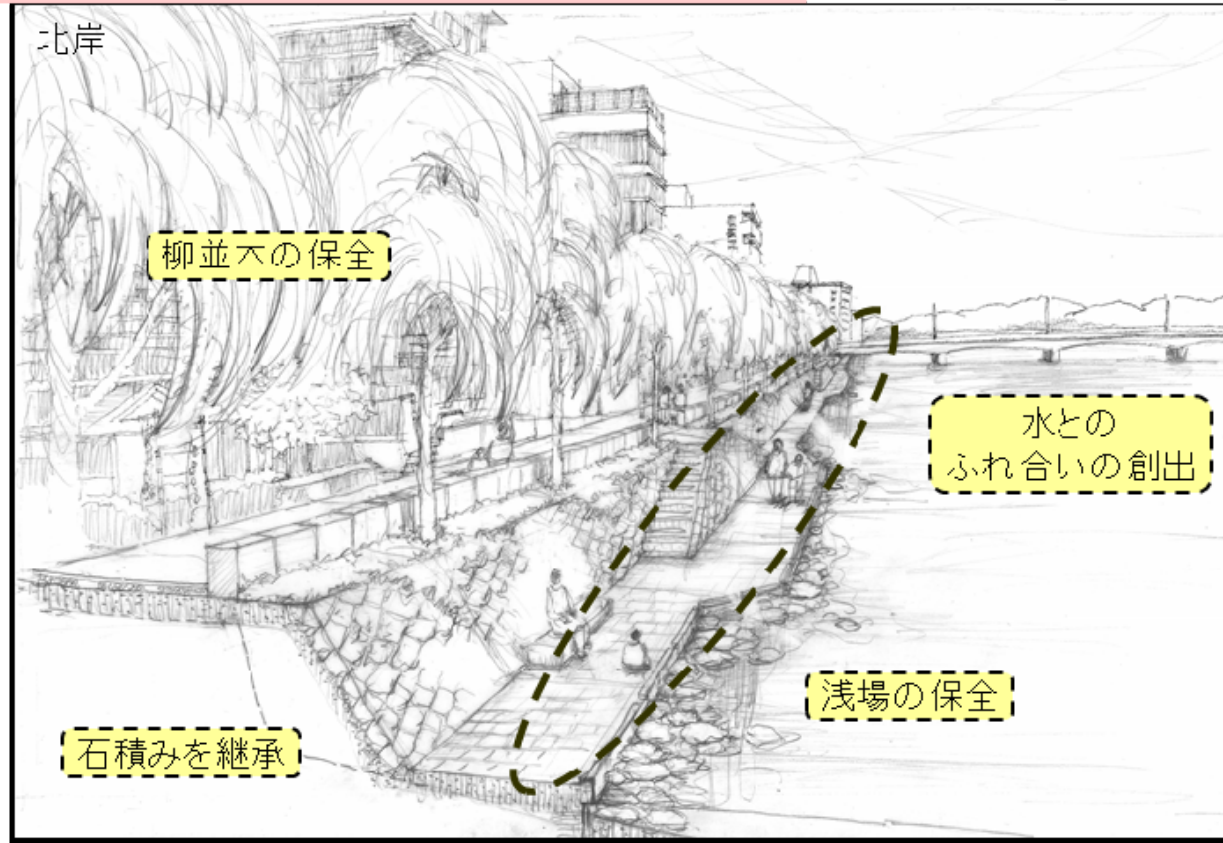 北岸
柳並木の保全
水との
ふれ合いの創出
浅場の保全
石積みを継承